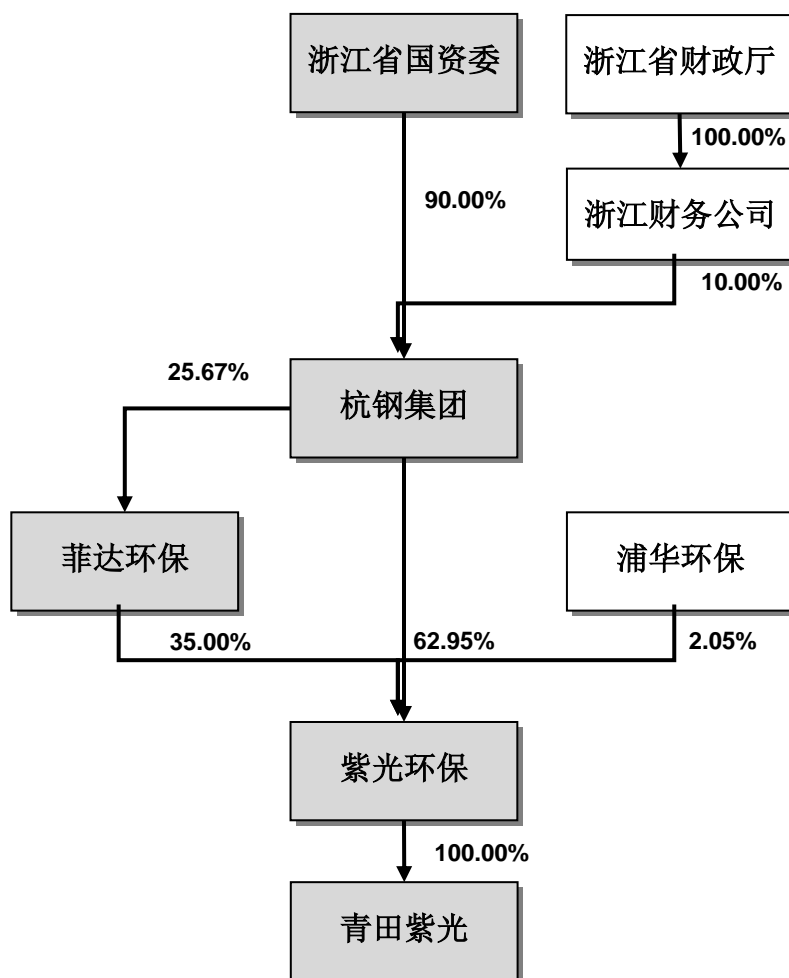 浙江省国资委
浙江省财政厅
100.00%
90.00%
浙江财务公司
10.00%
25.67%
杭钢集团
菲达环保
浦华环保
35.00%
62.95%
2.05%
紫光环保
100.00%
青田紫光